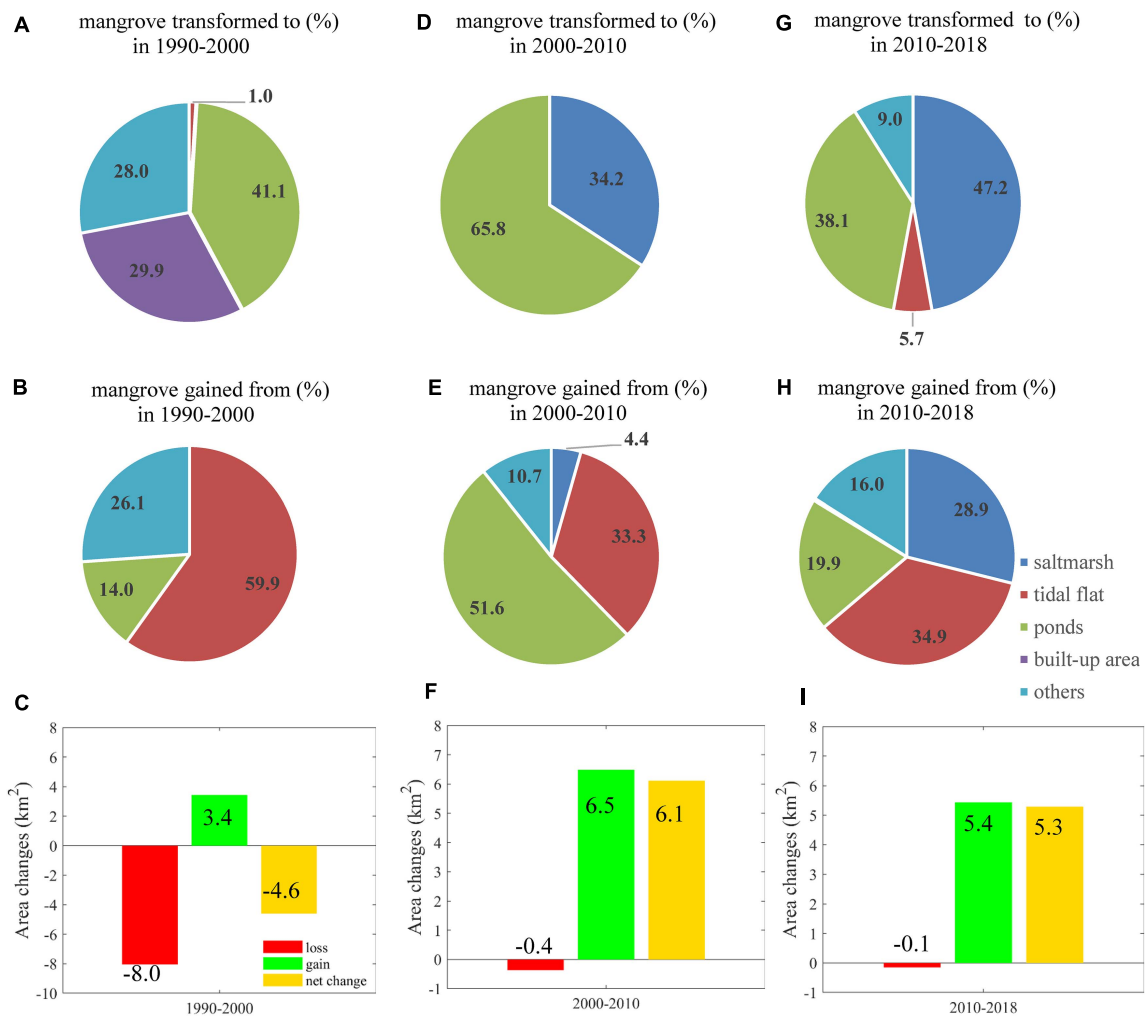 A
mangrove transformed to (%)
in 1990-2000
1.0
28.0
41.1
29.9
D
mangrove transformed to (%)
in 2000-2010
34.2
65.8
G
mangrove transformed to (%)
in 2010-2018
9.0
47.2
38.1
5.7
B
mangrove gained from (%)
in 1990-2000
26.1
14.0
59.9
E
mangrove gained from (%)
in 2000-2010
4.4
10.7
33.3
51.6
H
mangrove gained from (%)
in 2010-2018
16.0
28.9
19.9
34.9
saltmarsh
tidal flat
ponds
built-up area
others
C
Area changes (km²)
8
6
4
2
0
-2
-4
-6
-8
-10
3.4
-4.6
-8.0
loss
gain
net change
1990-2000
F
Area changes (km²)
8
7
6
5
4
3
2
1
0
-1
6.5
6.1
-0.4
2000-2010
I
Area changes (km²)
8
7
6
5
4
3
2
1
0
-1
5.4
5.3
-0.1
2010-2018